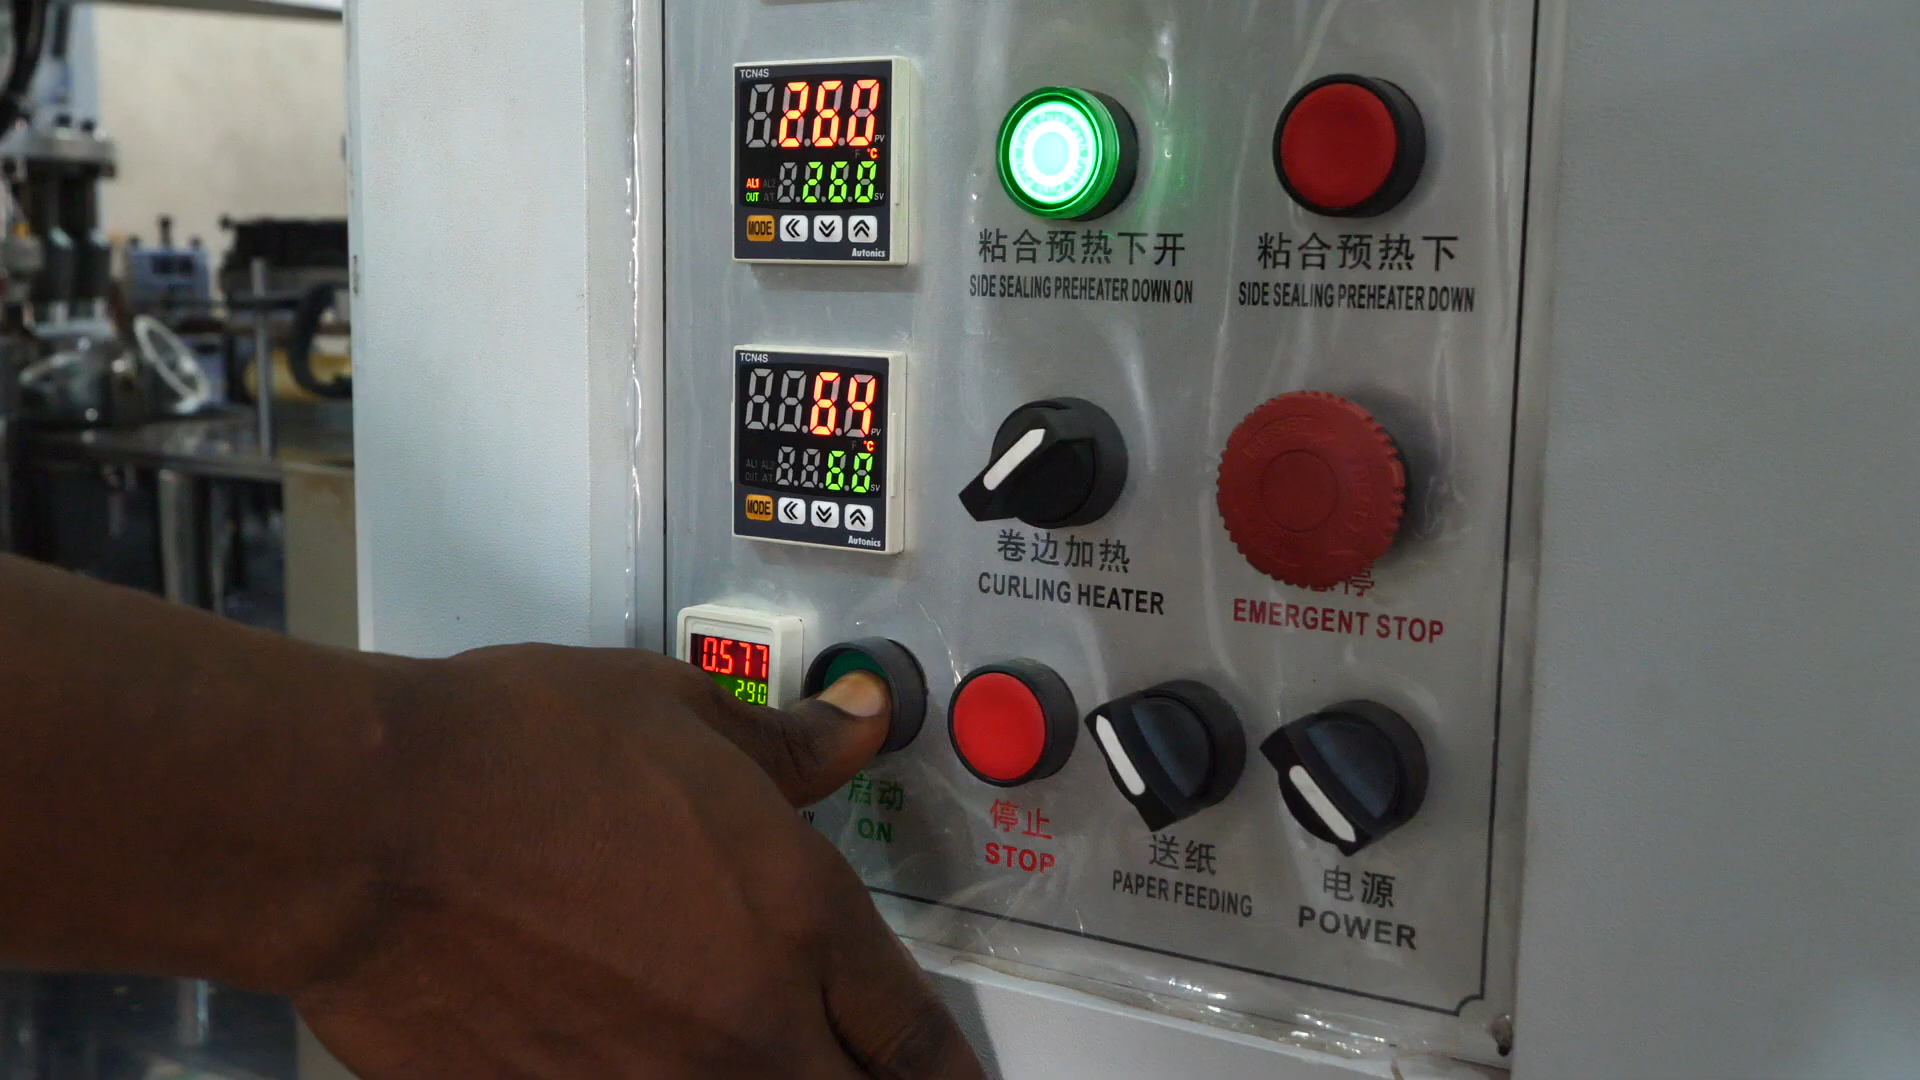 TCN4S
260
PV
°C
AL1
260
SV
OUT
MODE
Autonics
粘合预热下开
SIDE SEALING PREHEATER DOWN ON
粘合预热下
SIDE SEALING PREHEATER DOWN
TCN4S
64
PV
°C
60
SV
MODE
Autonics
卷边加热
CURLING HEATER
停
EMERGENT STOP
0.577
290
启动
ON
停止
STOP
送纸
PAPER FEEDING
电源
POWER